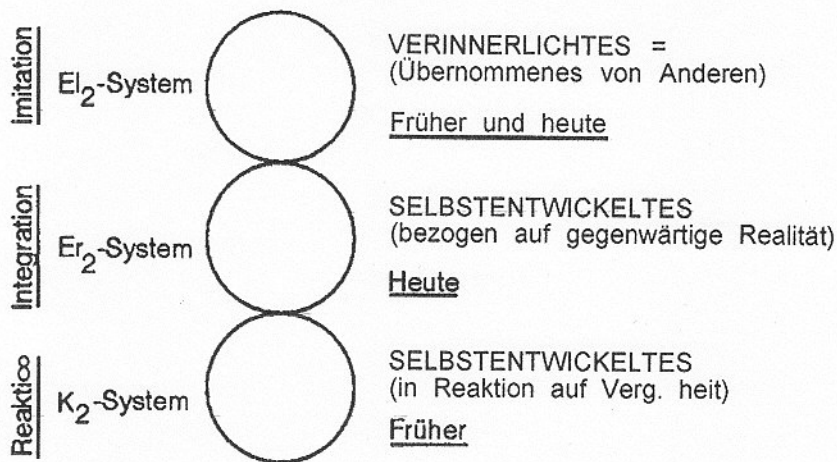 Imitation
El₂-System
VERINNERLICHTES =
(Übernommenes von Anderen)
Früher und heute
Integration
Er₂-System
SELBSTENTWICKELTES
(bezogen auf gegenwärtige Realität)
Heute
Reaktio
K₂-System
SELBSTENTWICKELTES
(in Reaktion auf Verg. heit)
Früher